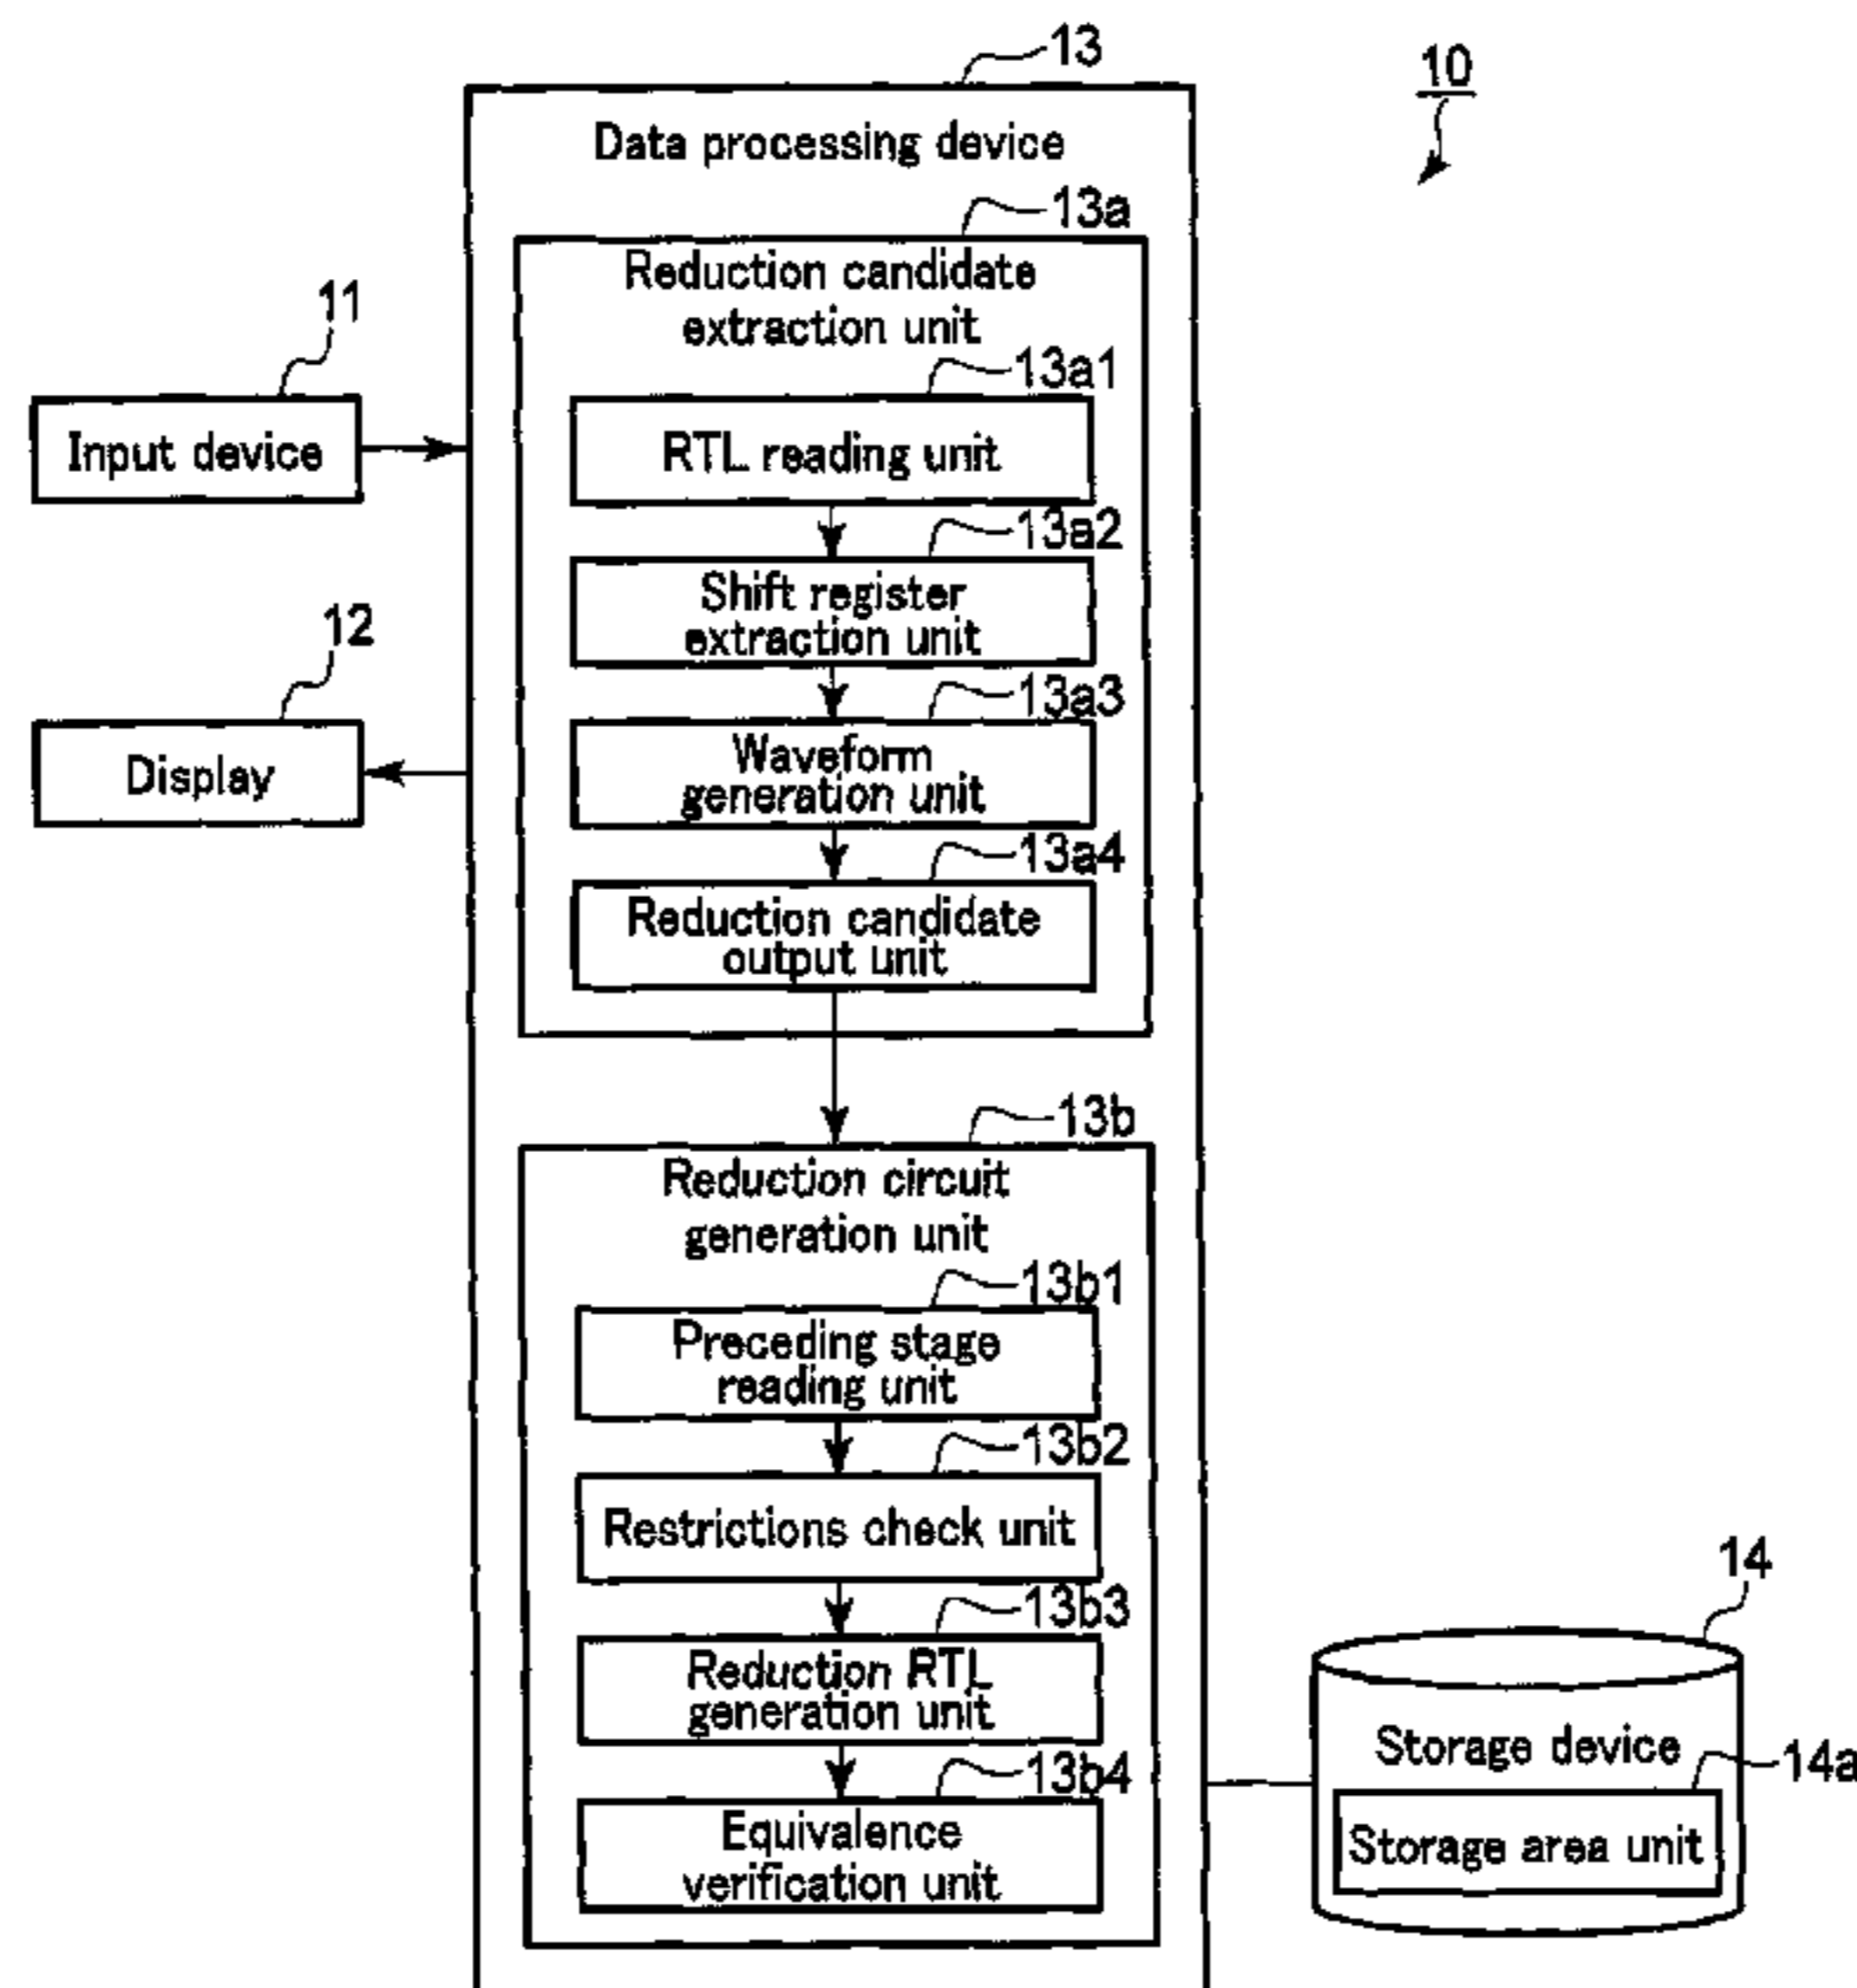 13
10
Data processing device
13a
Reduction candidate
extraction unit
11
13a1
Input device
RTL reading unit
13a2
Shift register
extraction unit
12
13a3
Display
Waveform
generation unit
13a4
Reduction candidate
output unit
13b
Reduction circuit
generation unit
13b1
Preceding stage
reading unit
13b2
Restrictions check unit
13b3
Reduction RTL
generation unit
13b4
Equivalence
verification unit
14
Storage device
14a
Storage area unit